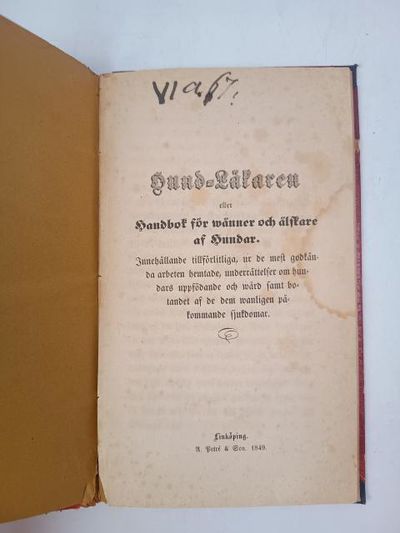 VI a. 67.
Hund-Läkaren
eller
Handbok för wänner och älskare
af Hundar.
Innehållande tillförlitliga, ur de mest godkän-
da arbeten hemtade, underrättelser om hun-
dars uppfödande och wård samt bo-
tandet af de dem wanligen på-
kommande sjukdomar.
Linköping.
A. Petré & Son. 1849.